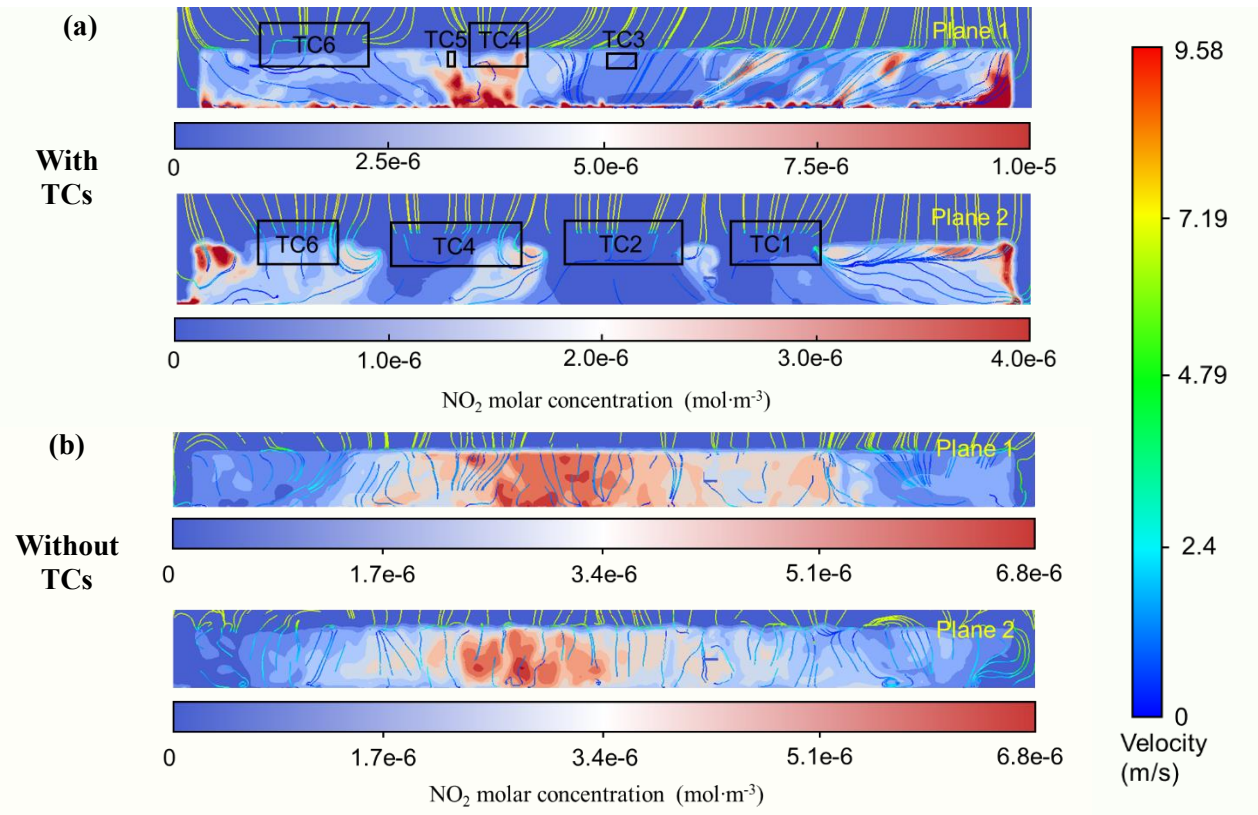 (a)
TC6 TC5 TC4 TC3 Plane 1
With
TCs
0 2.5e-6 5.0e-6 7.5e-6 1.0e-5
TC6 TC4 TC2 TC1 Plane 2
0 1.0e-6 2.0e-6 3.0e-6 4.0e-6
NO₂ molar concentration (mol·m⁻³)
(b)
Plane 1
Without
TCs
0 1.7e-6 3.4e-6 5.1e-6 6.8e-6
Plane 2
0 1.7e-6 3.4e-6 5.1e-6 6.8e-6
NO₂ molar concentration (mol·m⁻³)
9.58
7.19
4.79
2.4
0
Velocity
(m/s)